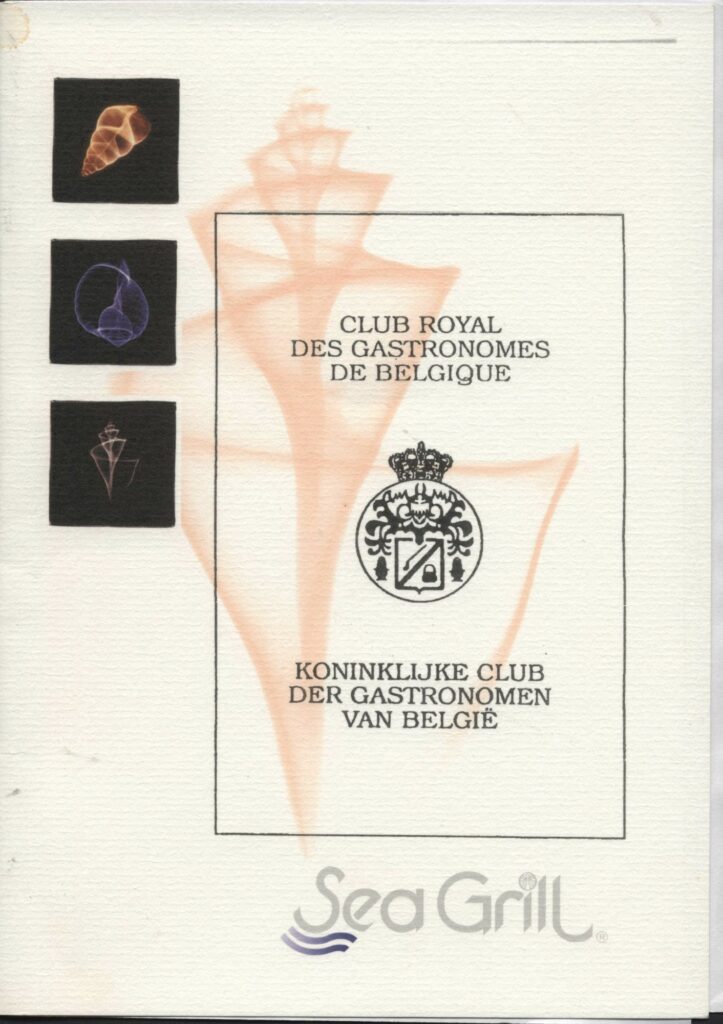 CLUB ROYAL
DES GASTRONOMES
DE BELGIQUE
KONINKLIJKE CLUB
DER GASTRONOMEN
VAN BELGIË
Sea Grill®